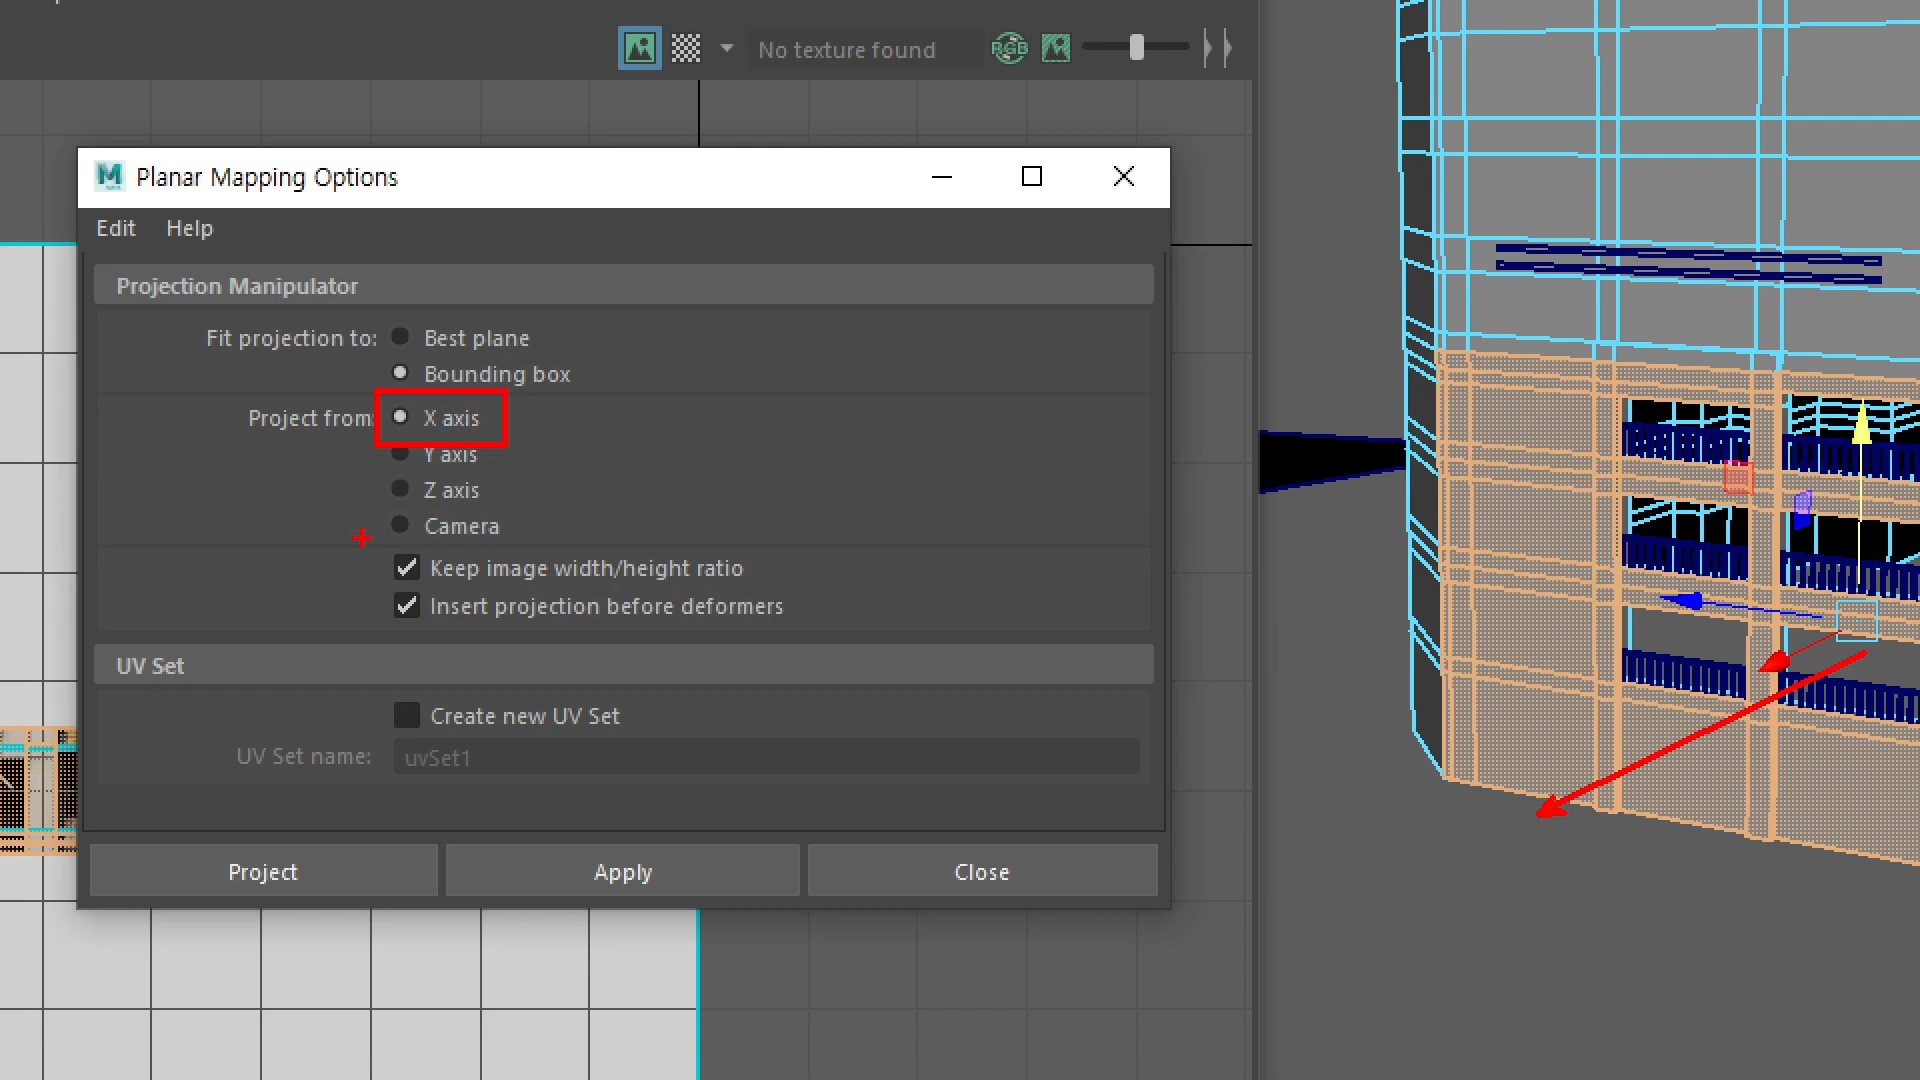 No texture found
RGB
M Planar Mapping Options
Edit Help
Projection Manipulator
Fit projection to: Best plane
Bounding box
Project from: X axis
Y axis
Z axis
Camera
Keep image width/height ratio
Insert projection before deformers
UV Set
Create new UV Set
UV Set name: uvSet1
Project Apply Close